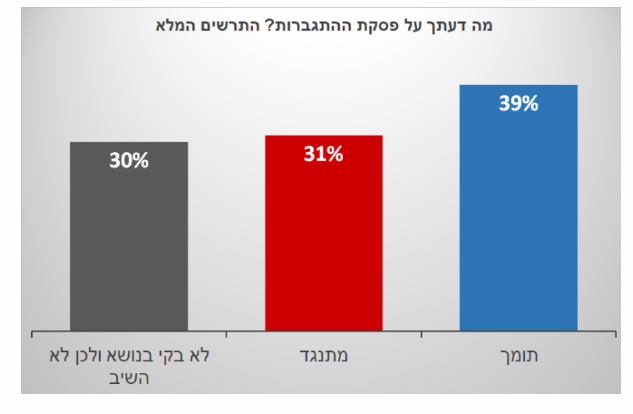 מה דעתך על פסקת ההתגברות? התרשים המלא
39%
31%
30%
תומך
מתנגד
לא בקי בנושא ולכן לא
השיב